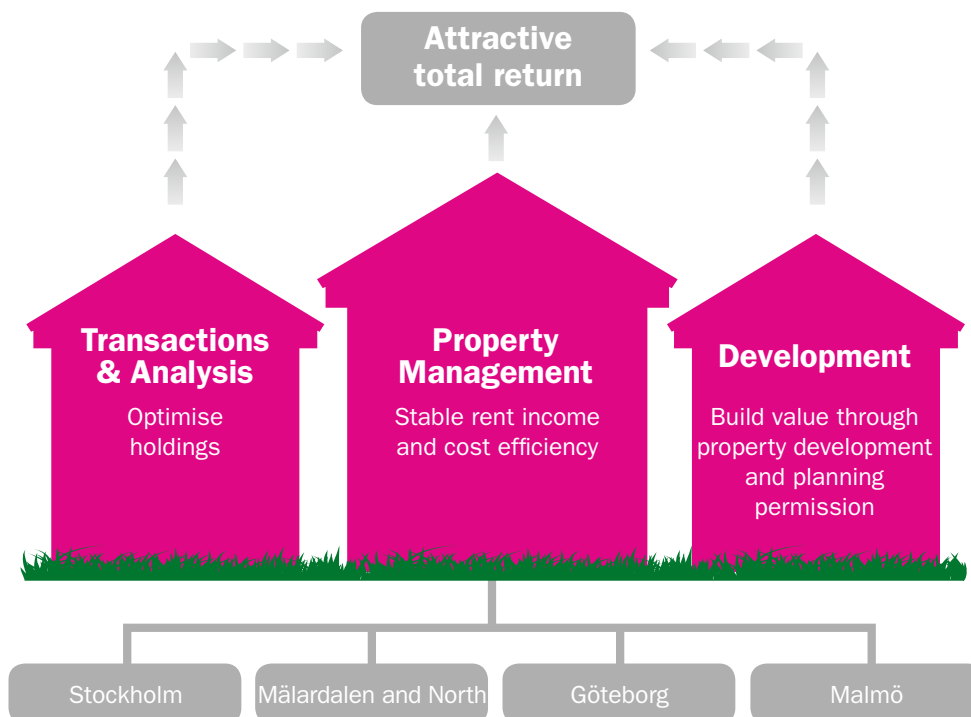 Attractive
total return
Transactions
& Analysis
Optimise
holdings
Property
Management
Stable rent income
and cost efficiency
Development
Build value through
property development
and planning
permission
Stockholm
Mälardalen and North
Göteborg
Malmö